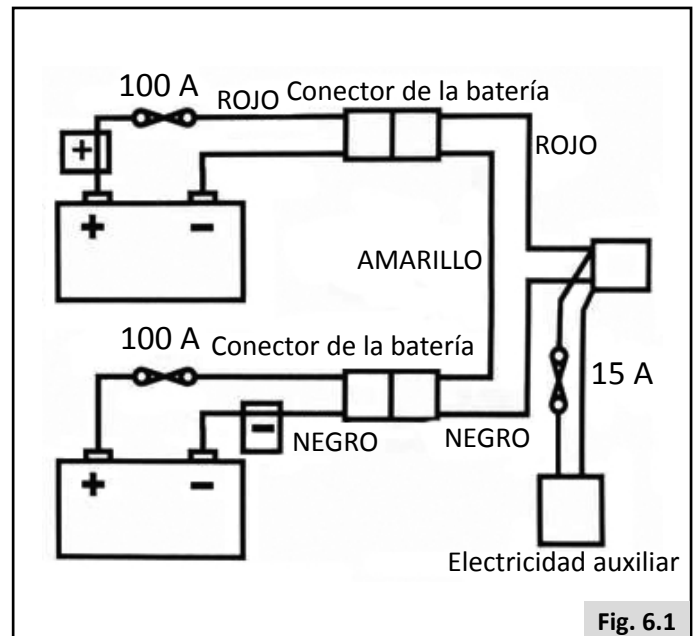 100 A
ROJO
Conector de la batería
ROJO
+
+ -
AMARILLO
100 A
Conector de la batería
15 A
-
NEGRO
NEGRO
+ -
Electricidad auxiliar
Fig. 6.1